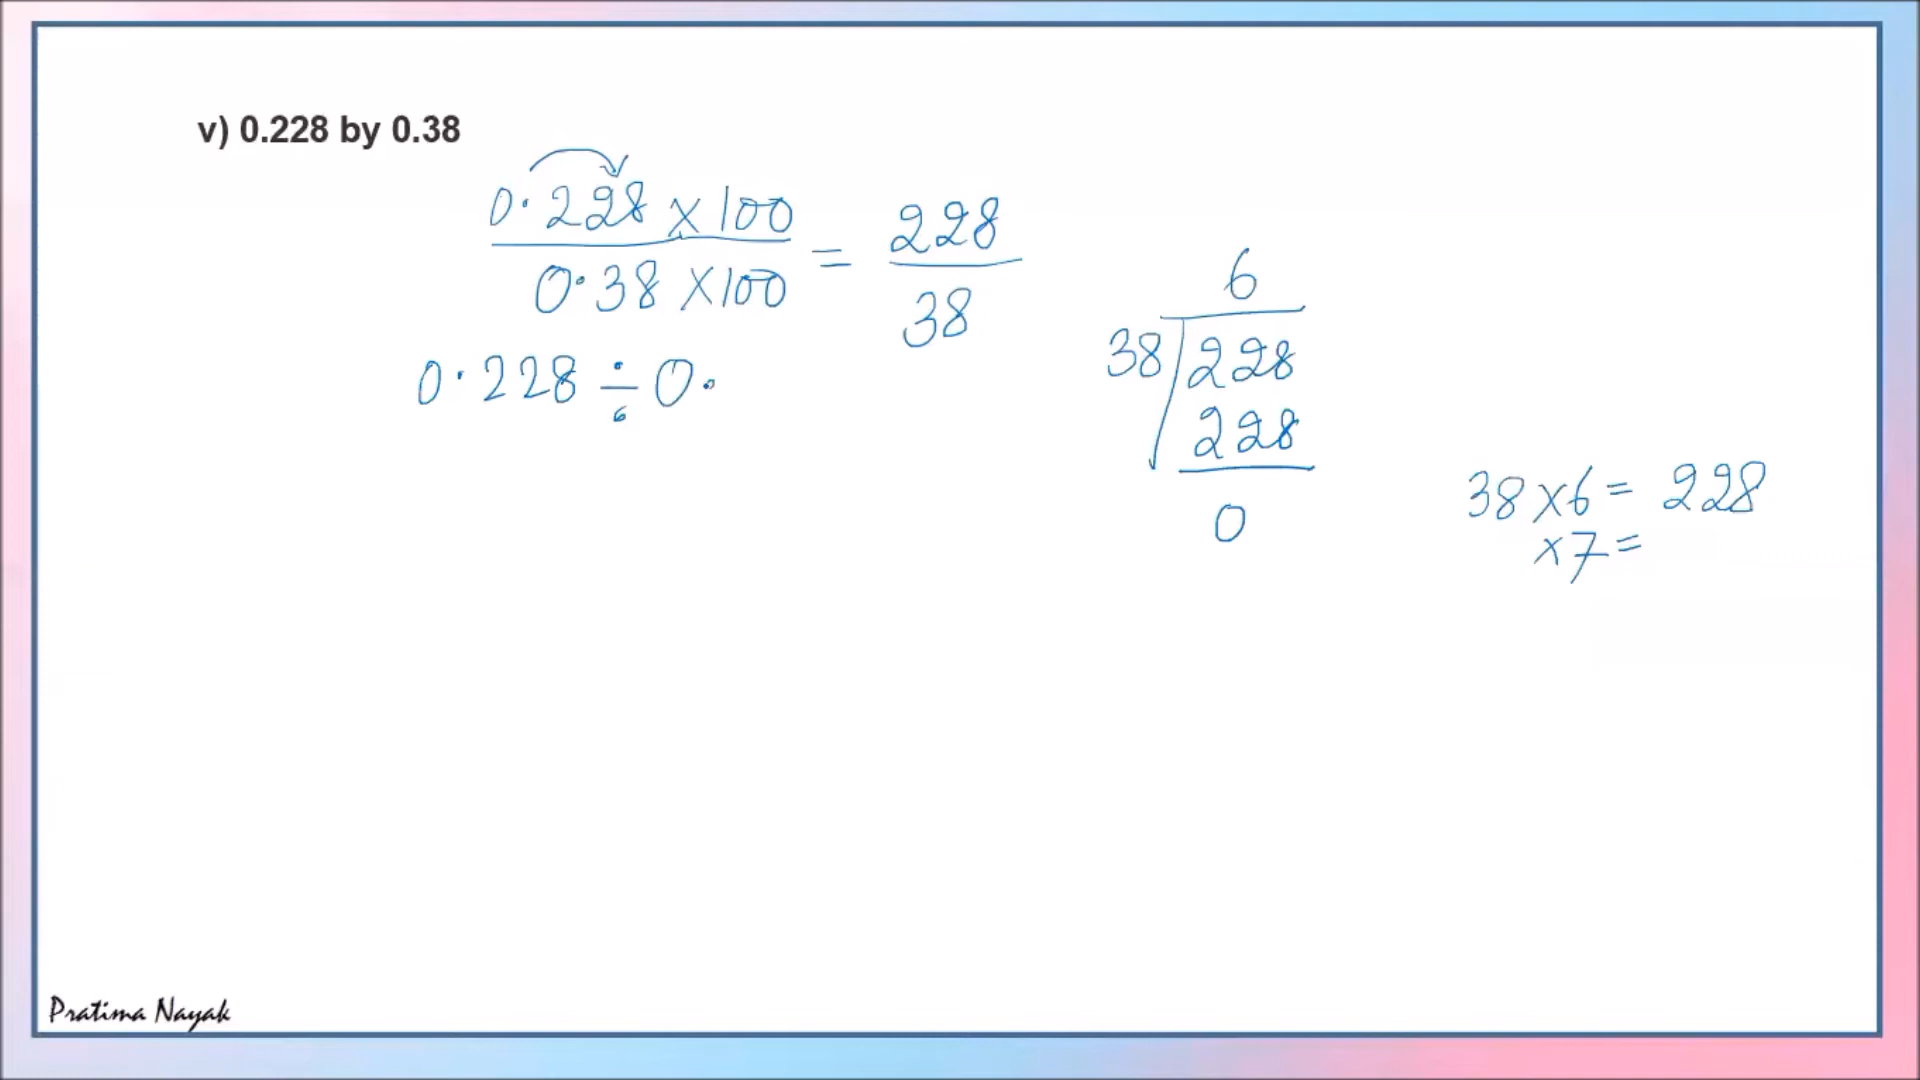 v) 0.228 by 0.38
0.228 × 100
0.38 × 100
=
228
38
0.228 ÷ 0.
6
38 228
228
0
38 × 6 = 228
× 7 =
Pratima Nayak